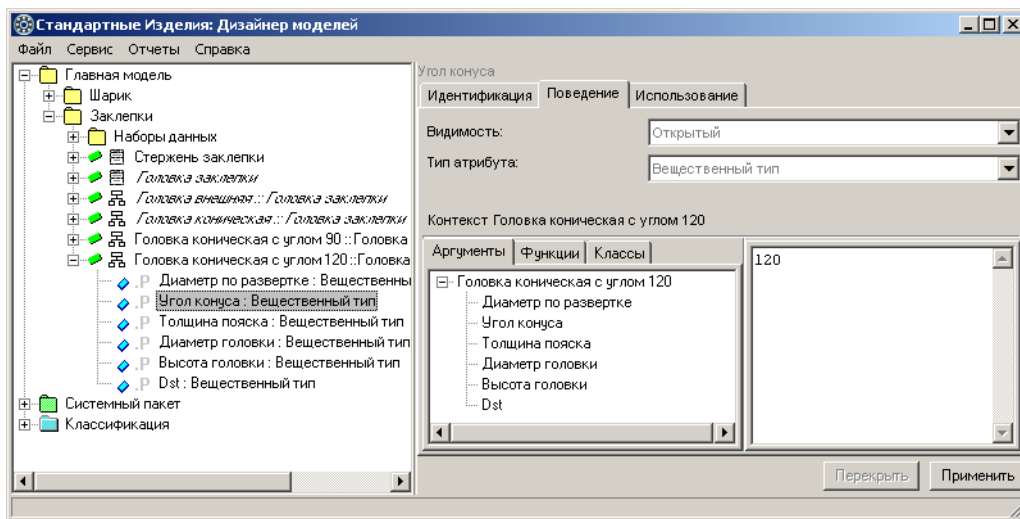 Стандартные Изделия: Дизайнер моделей
Файл Сервис Отчеты Справка
Главная модель
Шарик
Заклепки
Наборы данных
Стержень заклепки
Головка заклепки
Головка внешняя :: Головка заклепки
Головка коническая :: Головка заклепки
Головка коническая с углом 90 :: Головка
Головка коническая с углом 120 :: Головка
.P Диаметр по развертке : Вещественны
.P Угол конуса : Вещественный тип
.P Толщина пояска : Вещественный тип
.P Диаметр головки : Вещественный тип
.P Высота головки : Вещественный тип
.P Dst : Вещественный тип
Системный пакет
Классификация
Угол конуса
Идентификация Поведение Использование
Видимость: Открытый
Тип атрибута: Вещественный тип
Контекст Головка коническая с углом 120
Аргументы Функции Классы
Головка коническая с углом 120
Диаметр по развертке
Угол конуса
Толщина пояска
Диаметр головки
Высота головки
Dst
120
Перекрыть Применить